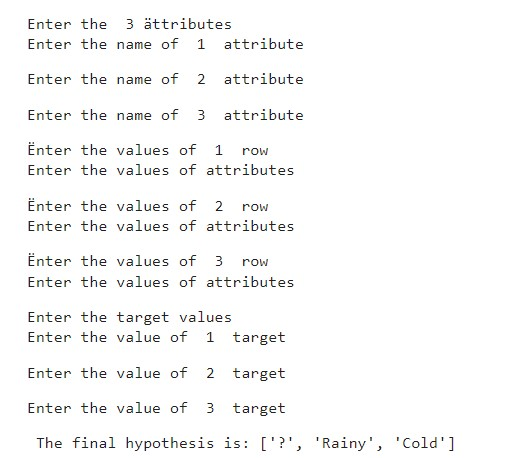 Enter the 3 ättributes
Enter the name of 1 attribute
Enter the name of 2 attribute
Enter the name of 3 attribute
Ënter the values of 1 row
Enter the values of attributes
Ënter the values of 2 row
Enter the values of attributes
Ënter the values of 3 row
Enter the values of attributes
Enter the target values
Enter the value of 1 target
Enter the value of 2 target
Enter the value of 3 target
The final hypothesis is: ['?', 'Rainy', 'Cold']